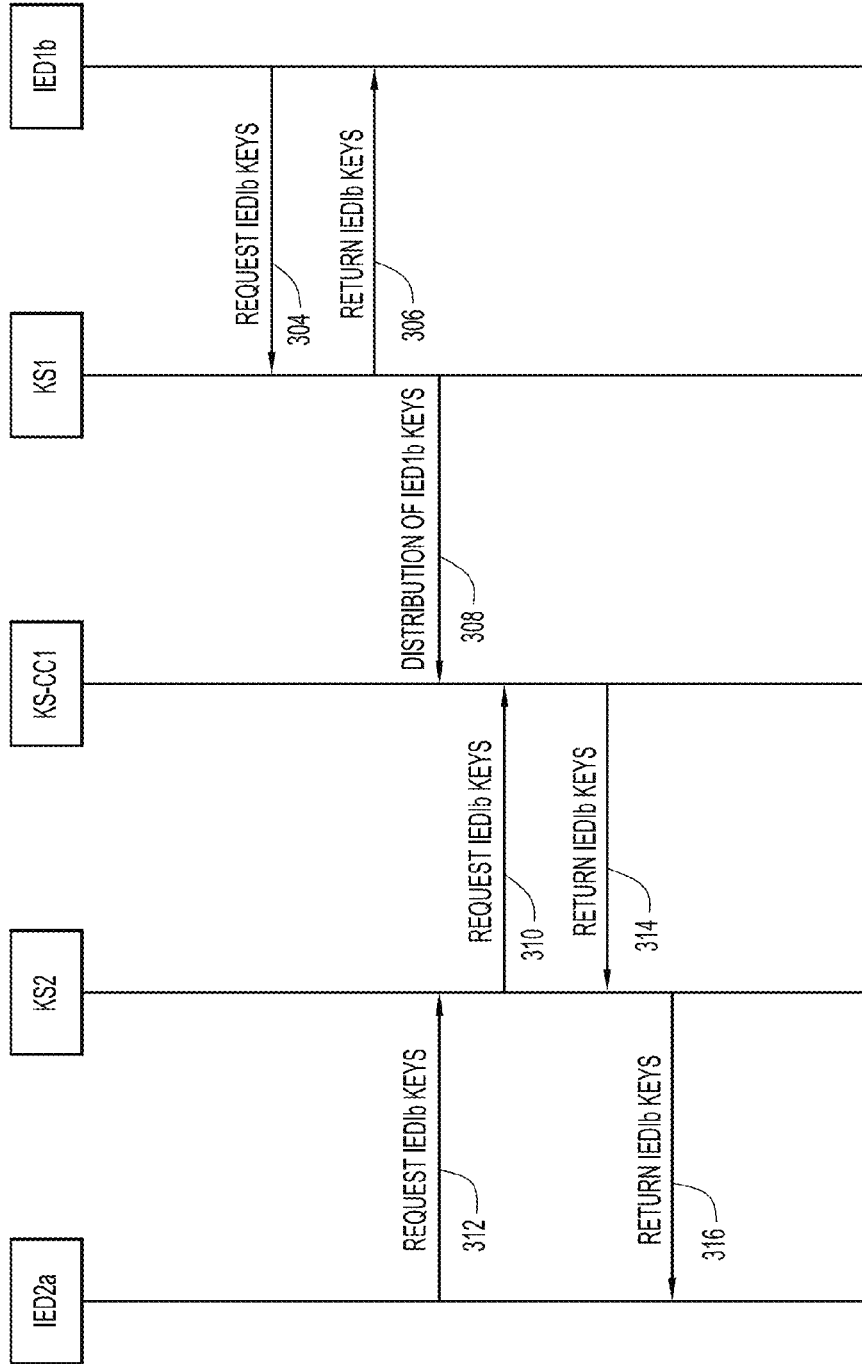 IED2a
KS2
KS-CC1
KS1
IED1b
REQUEST IEDIb KEYS
304
RETURN IEDIb KEYS
306
REQUEST IEDIb KEYS
312
DISTRIBUTION OF IED1b KEYS
308
REQUEST IEDIb KEYS
310
RETURN IEDIb KEYS
314
RETURN IEDIb KEYS
316